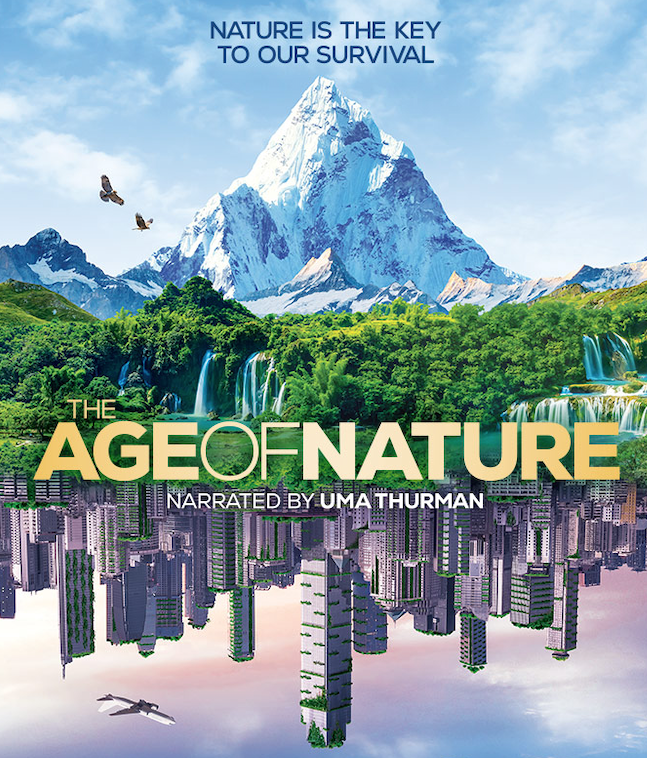 NATURE IS THE KEY
TO OUR SURVIVAL
THE
AGEOFNATURE
NARRATED BY UMA THURMAN